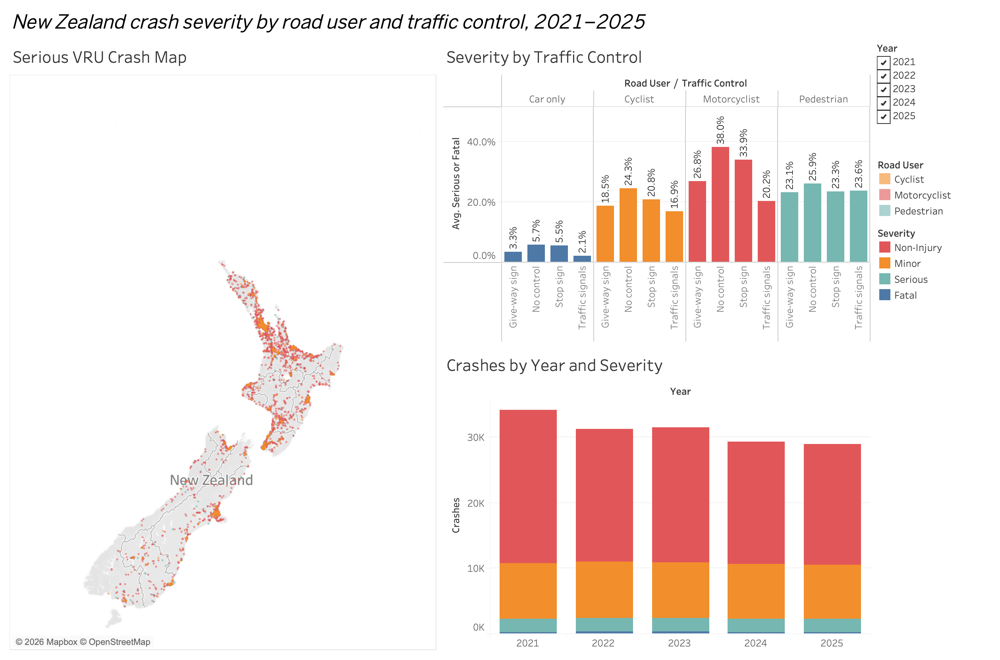 New Zealand crash severity by road user and traffic control, 2021–2025
Serious VRU Crash Map
New Zealand
© 2026 Mapbox © OpenStreetMap
Severity by Traffic Control
Road User / Traffic Control
Car only Cyclist Motorcyclist Pedestrian
Avg. Serious or Fatal
40.0%
20.0%
0.0%
3.3% 5.7% 5.5% 2.1% 18.5% 24.3% 20.8% 16.9% 26.8% 38.0% 33.9% 20.2% 23.1% 25.9% 23.3% 23.6%
Give-way sign No control Stop sign Traffic signals Give-way sign No control Stop sign Traffic signals Give-way sign No control Stop sign Traffic signals Give-way sign No control Stop sign Traffic signals
Crashes by Year and Severity
Year
Crashes
30K
20K
10K
0K
2021 2022 2023 2024 2025
Year
2021
2022
2023
2024
2025
Road User
Cyclist
Motorcyclist
Pedestrian
Severity
Non-Injury
Minor
Serious
Fatal